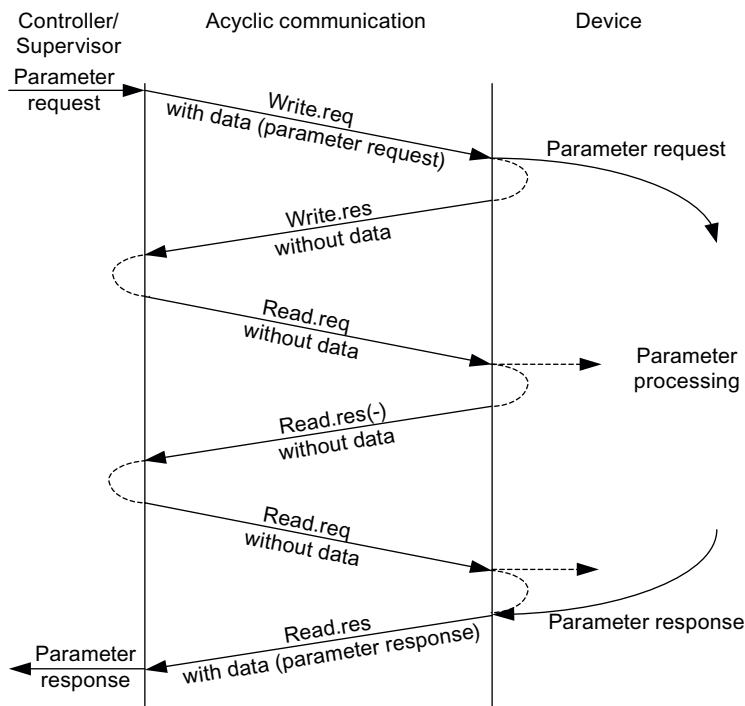 Controller/
Supervisor
Acyclic communication
Device
Parameter
request
Write.req
with data (parameter request)
Parameter request
Write.res
without data
Read.req
without data
Parameter
processing
Read.res(-)
without data
Read.req
without data
Parameter response
Read.res
with data (parameter response)
Parameter
response